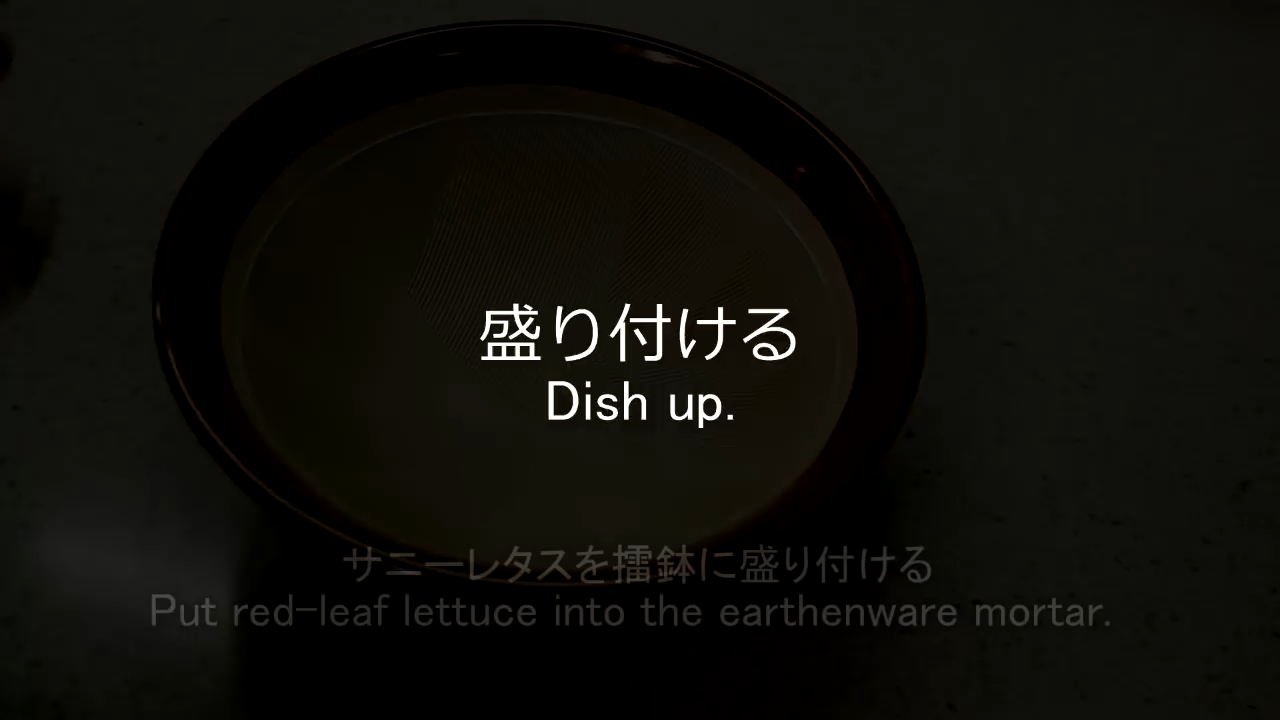 盛り付ける
Dish up.
サニーレタスを擂鉢に盛り付ける
Put red-leaf lettuce into the earthenware mortar.